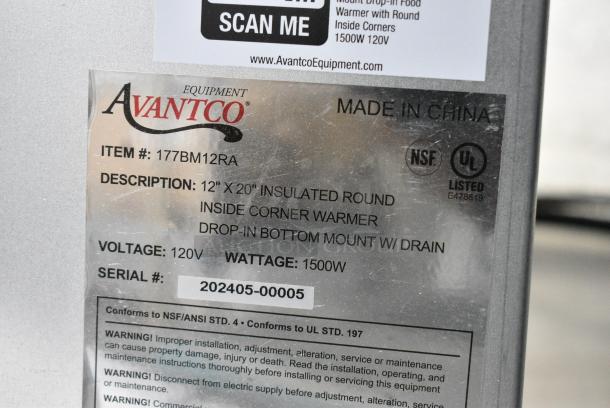 SCAN ME
Mount Drop-in Food
Warmer with Round
Inside Corners
1500W 120V
www.AvantcoEquipment.com
EQUIPMENT
AVANTCO®
MADE IN CHINA
ITEM #: 177BM12RA
NSF
UL
LISTED
E478619
DESCRIPTION: 12" X 20" INSULATED ROUND
INSIDE CORNER WARMER
DROP-IN BOTTOM MOUNT W/ DRAIN
VOLTAGE: 120V WATTAGE: 1500W
SERIAL #: 202405-00005
Conforms to NSF/ANSI STD. 4 • Conforms to UL STD. 197
WARNING! Improper installation, adjustment, alteration, service or maintenance
can cause property damage, injury or death. Read the installation, operating, and
maintenance instructions thoroughly before installing or servicing this equipment
WARNING! Disconnect from electric supply before adjustment, alteration, service
or maintenance.
WARNING! Commercial